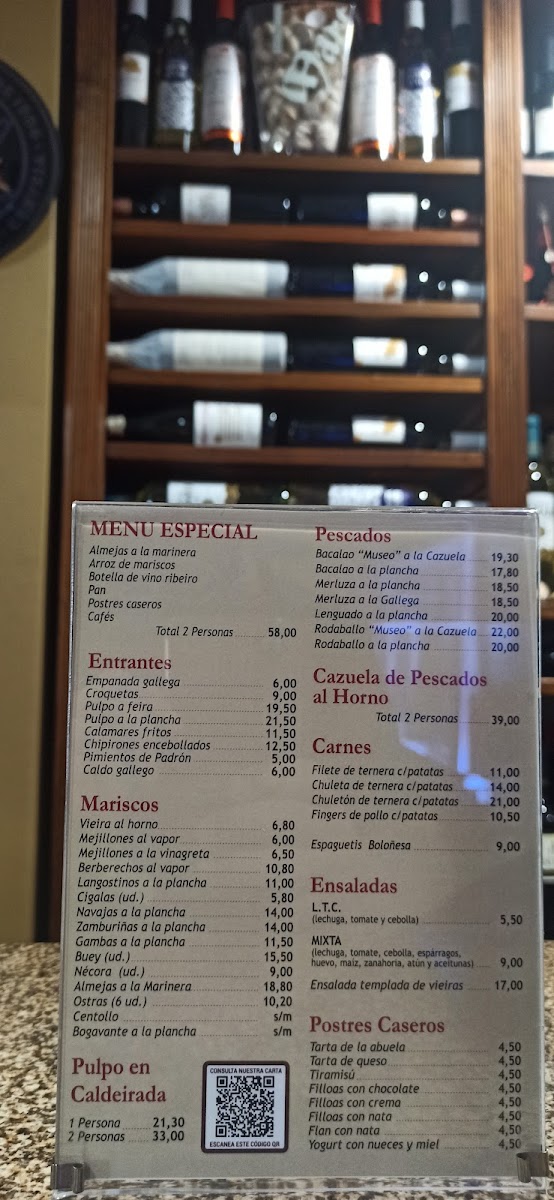 MENU ESPECIAL
Almejas a la marinera
Arroz de mariscos
Botella de vino ribeiro
Pan
Postres caseros
Cafés
Total 2 Personas 58,00
Entrantes
Empanada gallega 6,00
Croquetas 9,00
Pulpo a feira 19,50
Pulpo a la plancha 21,50
Calamares fritos 11,50
Chipirones encebollados 12,50
Pimientos de Padrón 5,00
Caldo gallego 6,00
Mariscos
Vieira al horno 6,80
Mejillones al vapor 6,00
Mejillones a la vinagreta 6,50
Berberechos al vapor 10,80
Langostinos a la plancha 11,00
Cigalas (ud.) 5,80
Navajas a la plancha 14,00
Zamburiñas a la plancha 14,00
Gambas a la plancha 11,50
Buey (ud.) 15,50
Nécora (ud.) 9,00
Almejas a la Marinera 18,80
Ostras (6 ud.) 10,20
Centollo s/m
Bogavante a la plancha s/m
Pulpo en
Caldeirada
1 Persona 21,30
2 Personas 33,00
CONSULTA NUESTRA CARTA
ESCANEA ESTE CÓDIGO QR
Pescados
Bacalao “Museo” a la Cazuela 19,30
Bacalao a la plancha 17,80
Merluza a la plancha 18,50
Merluza a la Gallega 18,50
Lenguado a la plancha 20,00
Rodaballo “Museo” a la Cazuela 22,00
Rodaballo a la plancha 20,00
Cazuela de Pescados
al Horno
Total 2 Personas 39,00
Carnes
Filete de ternera c/patatas 11,00
Chuleta de ternera c/patatas 14,00
Chuletón de ternera c/patatas 21,00
Fingers de pollo c/patatas 10,50
Espaguetis Boloñesa 9,00
Ensaladas
L.T.C.
(lechuga, tomate y cebolla) 5,50
MIXTA
(lechuga, tomate, cebolla, espárragos,
huevo, maíz, zanahoria, atún y aceitunas) 9,00
Ensalada templada de vieiras 17,00
Postres Caseros
Tarta de la abuela 4,50
Tarta de queso 4,50
Tiramisú 4,50
Filloas con chocolate 4,50
Filloas con crema 4,50
Filloas con nata 4,50
Flan con nata 4,50
Yogurt con nueces y miel 4,50